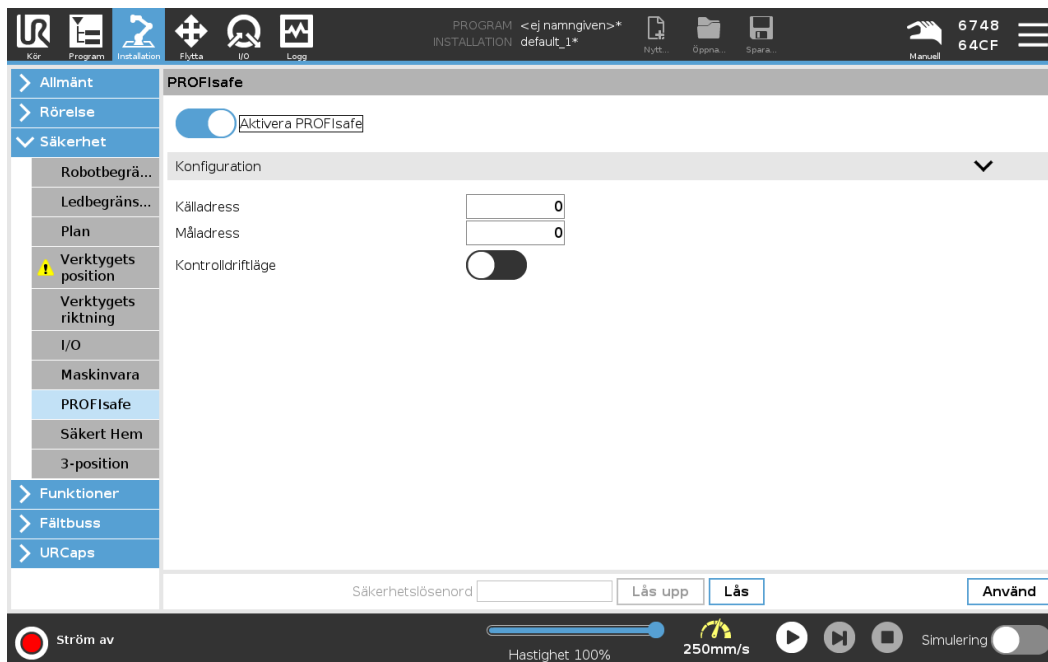 UR
Kör
Program
Installation
Flytta
I/O
Logg
PROGRAM <ej namngiven>*
INSTALLATION default_1*
Nytt...
Öppna...
Spara...
Manuell
6748
64CF
Allmänt
Rörelse
Säkerhet
Robotbegrä...
Ledbegräns...
Plan
Verktygets
position
Verktygets
riktning
I/O
Maskinvara
PROFIsafe
Säkert Hem
3-position
Funktioner
Fältbuss
URCaps
PROFIsafe
Aktivera PROFIsafe
Konfiguration
Källadress 0
Måladress 0
Kontrolldriftläge
Säkerhetslösenord
Lås upp
Lås
Använd
Ström av
Hastighet 100%
250mm/s
Simulering